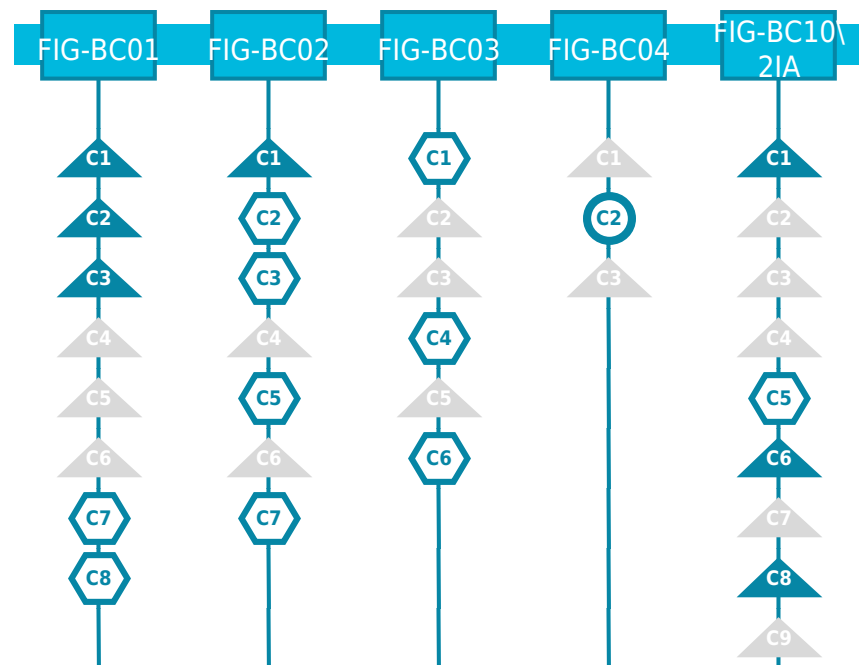 FIG-BC01 FIG-BC02 FIG-BC03 FIG-BC04 FIG-BC10\
2IA
C1 C1 C1 C1 C1
C2 C2 C2 C2 C2
C3 C3 C3 C3 C3
C4 C4 C4 C4
C5 C5 C5 C5
C6 C6 C6 C6
C7 C7 C7
C8 C8
C9